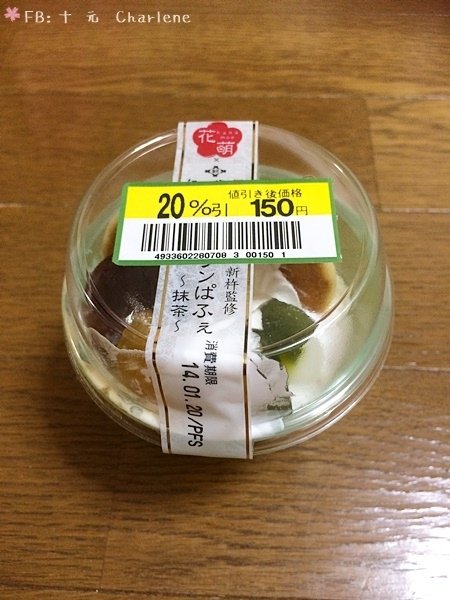 FB:十元 Charlene
hana
moe
花萌
×
20%引
値引き後価格
150円
4933602280708 3 00150 1
新杵監修
ンぱふぇ
～抹茶～
消費期限
14.01.20/PFS